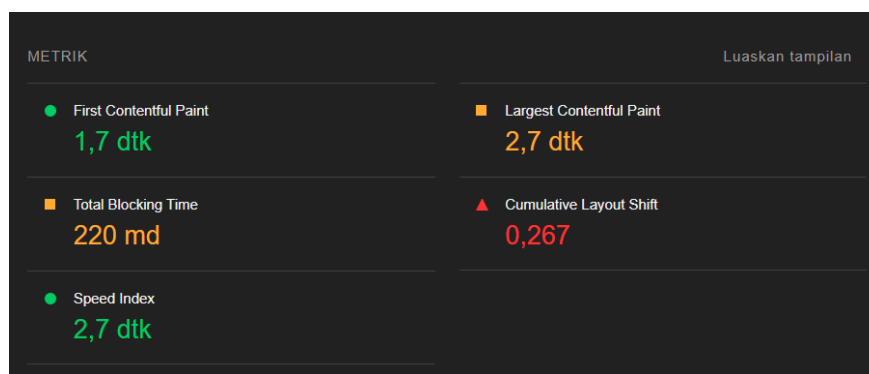 METRIK
Luaskan tampilan
First Contentful Paint
1,7 dtk
Largest Contentful Paint
2,7 dtk
Total Blocking Time
220 md
Cumulative Layout Shift
0,267
Speed Index
2,7 dtk